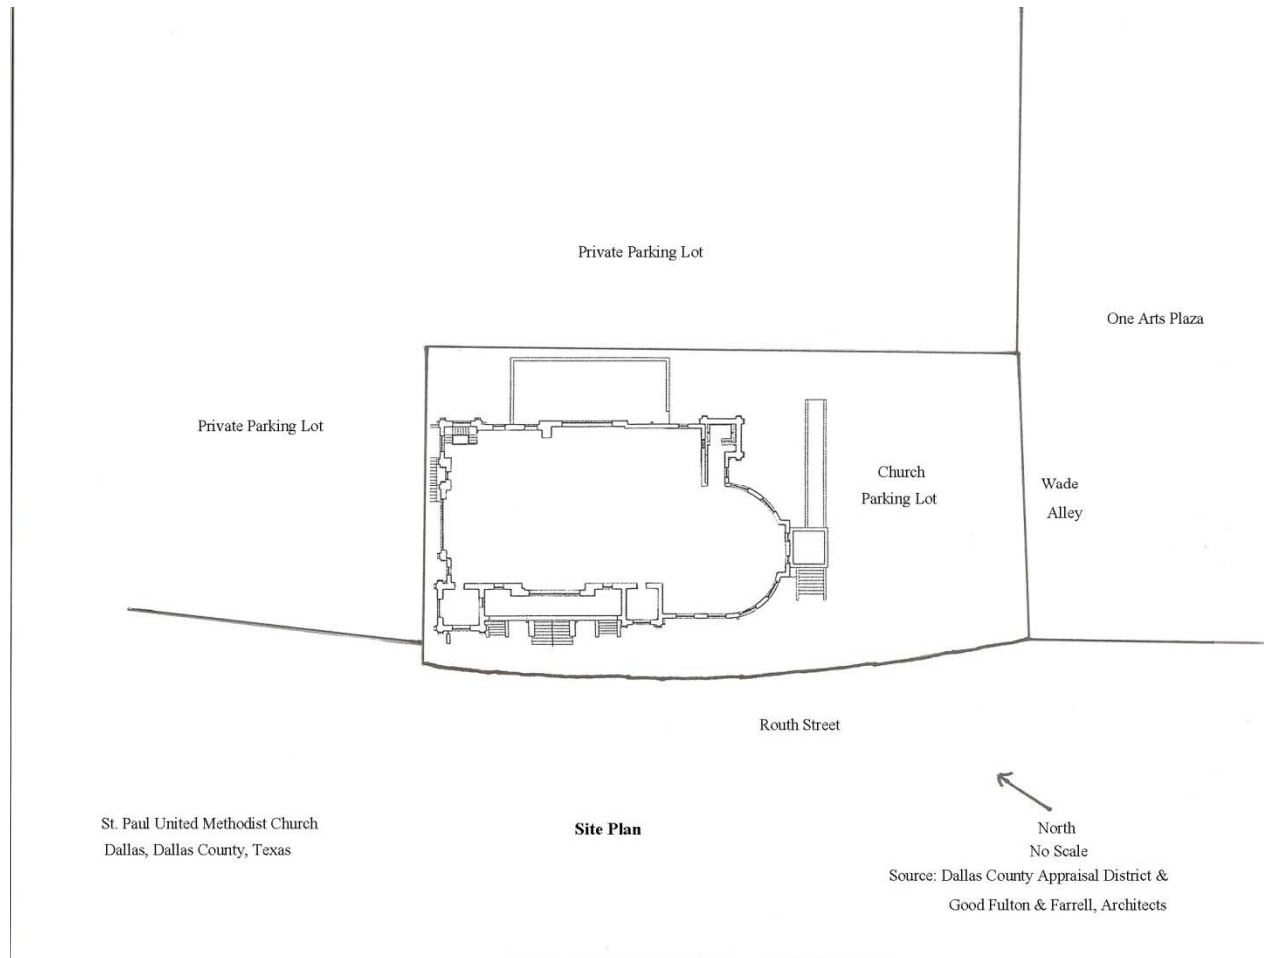 Private Parking Lot
One Arts Plaza
Private Parking Lot
Church
Parking Lot
Wade
Alley
Routh Street
St. Paul United Methodist Church
Dallas, Dallas County, Texas
Site Plan
North
No Scale
Source: Dallas County Appraisal District &
Good Fulton & Farrell, Architects